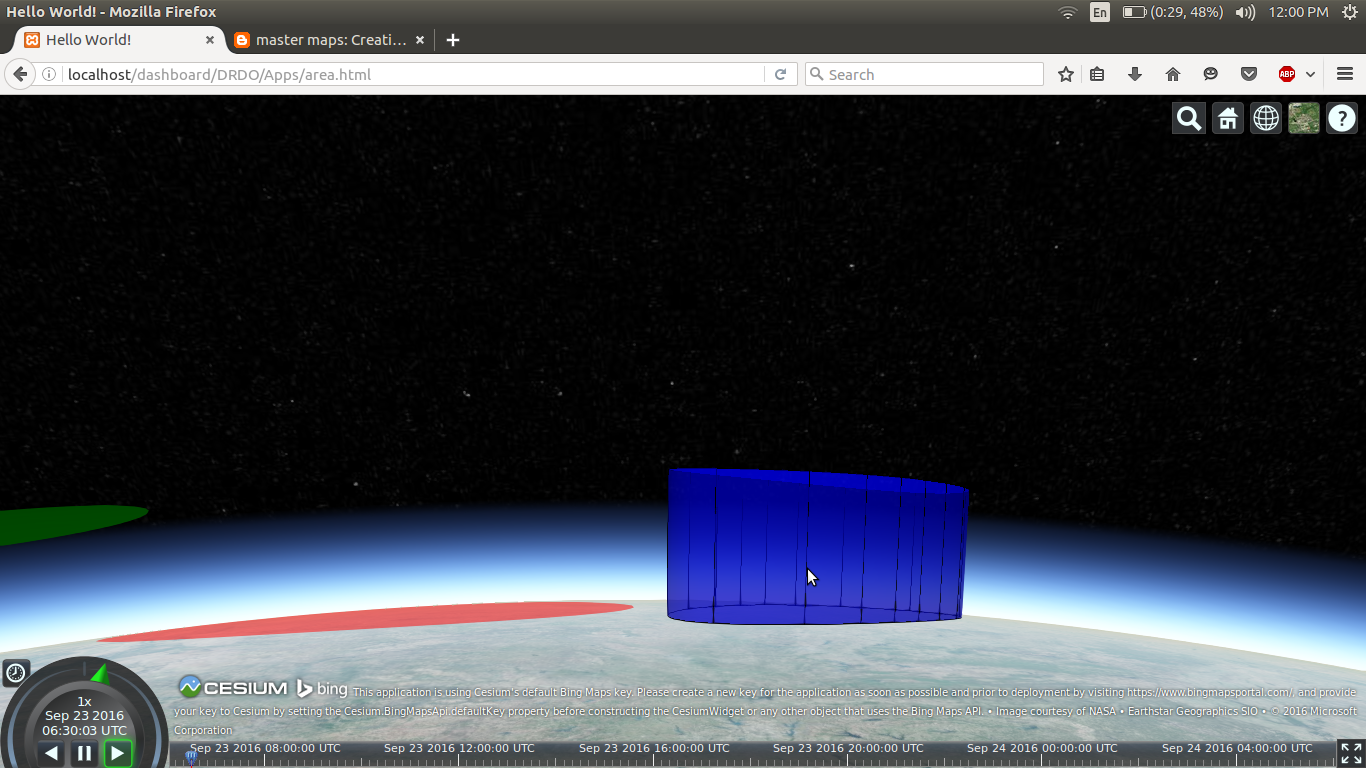 Hello World! - Mozilla Firefox
En
(0:29, 48%)
12:00 PM
Hello World!
master maps: Creati...
localhost/dashboard/DRDO/Apps/area.html
Search
ABP
?
CESIUM bing This application is using Cesium's default Bing Maps key. Please create a new key for the application as soon as possible and prior to deployment by visiting https://www.bingmapsportal.com/, and provide
your key to Cesium by setting the Cesium.BingMapsApi.defaultKey property before constructing the CesiumWidget or any other object that uses the Bing Maps API. • Image courtesy of NASA • Earthstar Geographics SIO • © 2016 Microsoft
Corporation
1x
Sep 23 2016
06:30:03 UTC
Sep 23 2016 08:00:00 UTC
Sep 23 2016 12:00:00 UTC
Sep 23 2016 16:00:00 UTC
Sep 23 2016 20:00:00 UTC
Sep 24 2016 00:00:00 UTC
Sep 24 2016 04:00:00 UTC